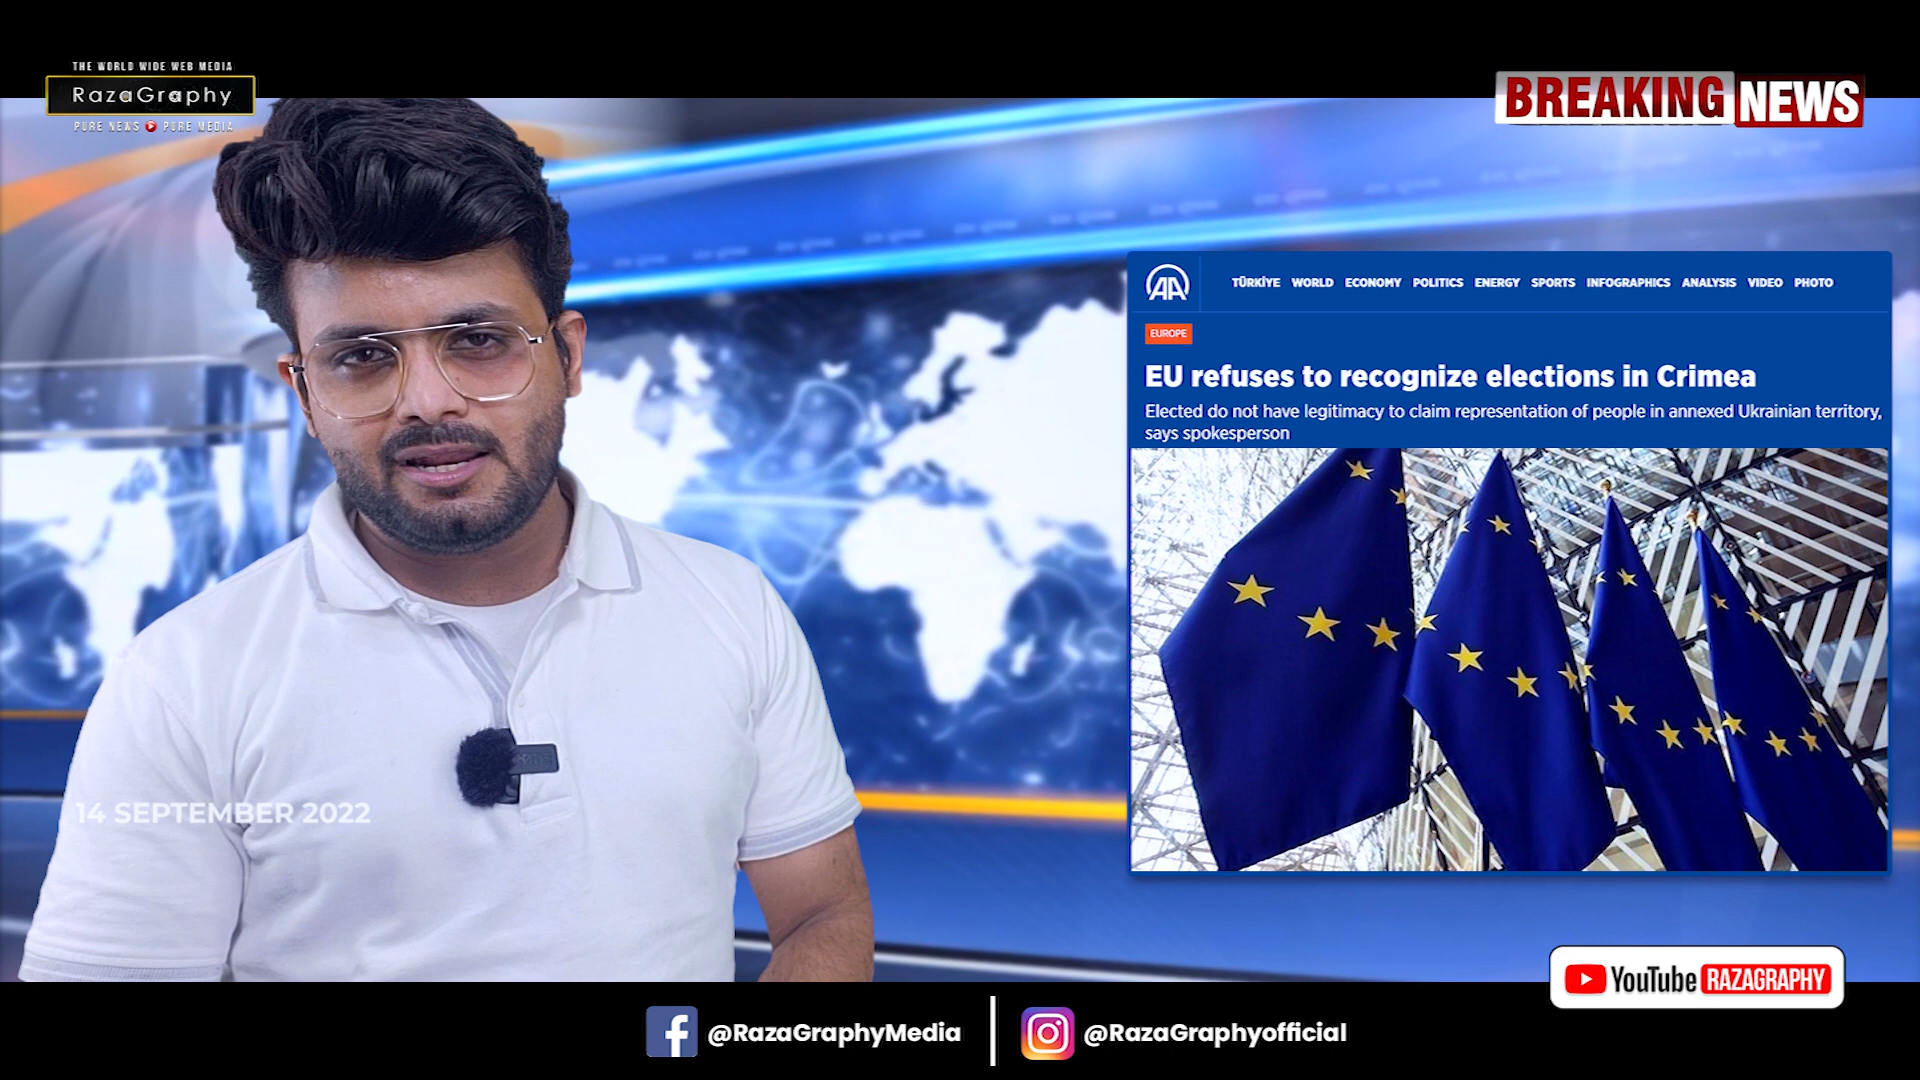 THE WORLD WIDE WEB MEDIA
RazaGraphy
PURE NEWS PURE MEDIA
BREAKING NEWS
AA
TÜRKİYE WORLD ECONOMY POLITICS ENERGY SPORTS INFOGRAPHICS ANALYSIS VIDEO PHOTO
EUROPE
EU refuses to recognize elections in Crimea
Elected do not have legitimacy to claim representation of people in annexed Ukrainian territory,
says spokesperson
14 SEPTEMBER 2022
YouTube RAZAGRAPHY
@RazaGraphyMedia
@RazaGraphyofficial